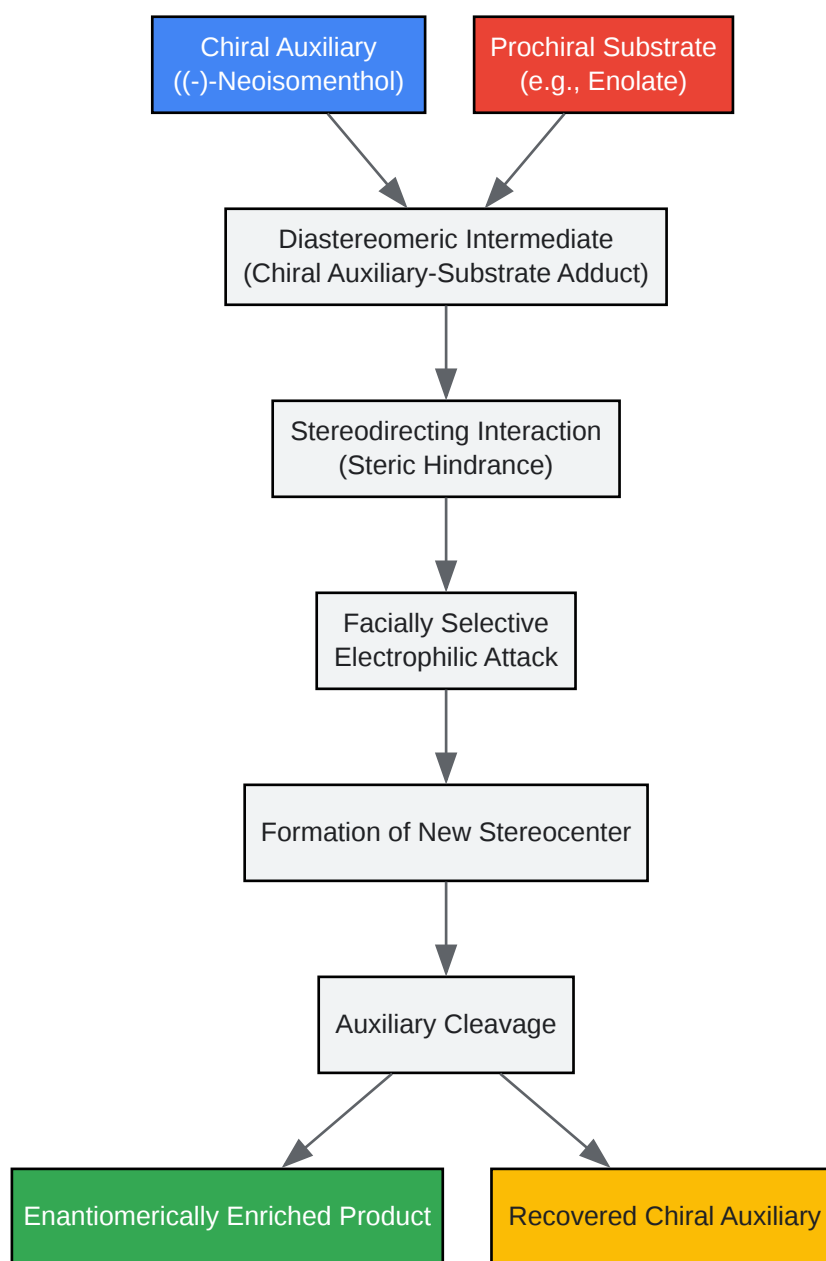 Chiral Auxiliary
((-)-Neoisomenthol)
Prochiral Substrate
(e.g., Enolate)
Diastereomeric Intermediate
(Chiral Auxiliary-Substrate Adduct)
Stereodirecting Interaction
(Steric Hindrance)
Facially Selective
Electrophilic Attack
Formation of New Stereocenter
Auxiliary Cleavage
Enantiomerically Enriched Product
Recovered Chiral Auxiliary